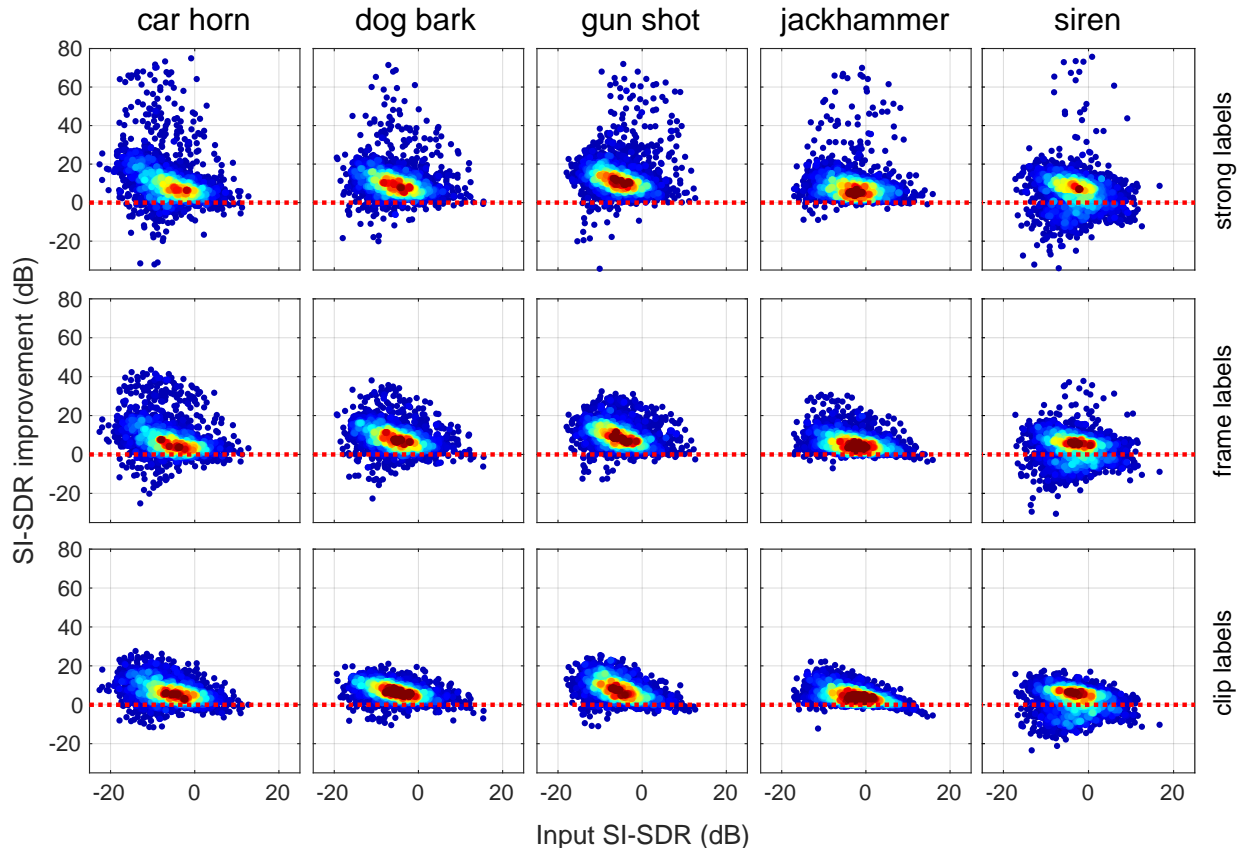 car horn dog bark gun shot jackhammer siren
80
60
40
20
0
-20
strong labels
80
60
40
20
0
-20
frame labels
SI-SDR improvement (dB)
80
60
40
20
0
-20
clip labels
-20 0 20 -20 0 20 -20 0 20 -20 0 20 -20 0 20
Input SI-SDR (dB)